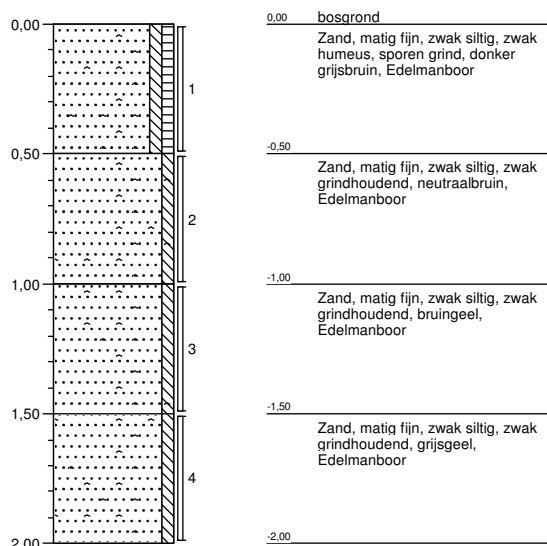 0,00
0,50
1,00
1,50
2,00
1
2
3
4
0,00 bosgrond
Zand, matig fijn, zwak siltig, zwak
humeus, sporen grind, donker
grijsbruin, Edelmanboor
-0,50
Zand, matig fijn, zwak siltig, zwak
grindhoudend, neutraalbruin,
Edelmanboor
-1,00
Zand, matig fijn, zwak siltig, zwak
grindhoudend, bruingeel,
Edelmanboor
-1,50
Zand, matig fijn, zwak siltig, zwak
grindhoudend, grijsgeel,
Edelmanboor
-2,00